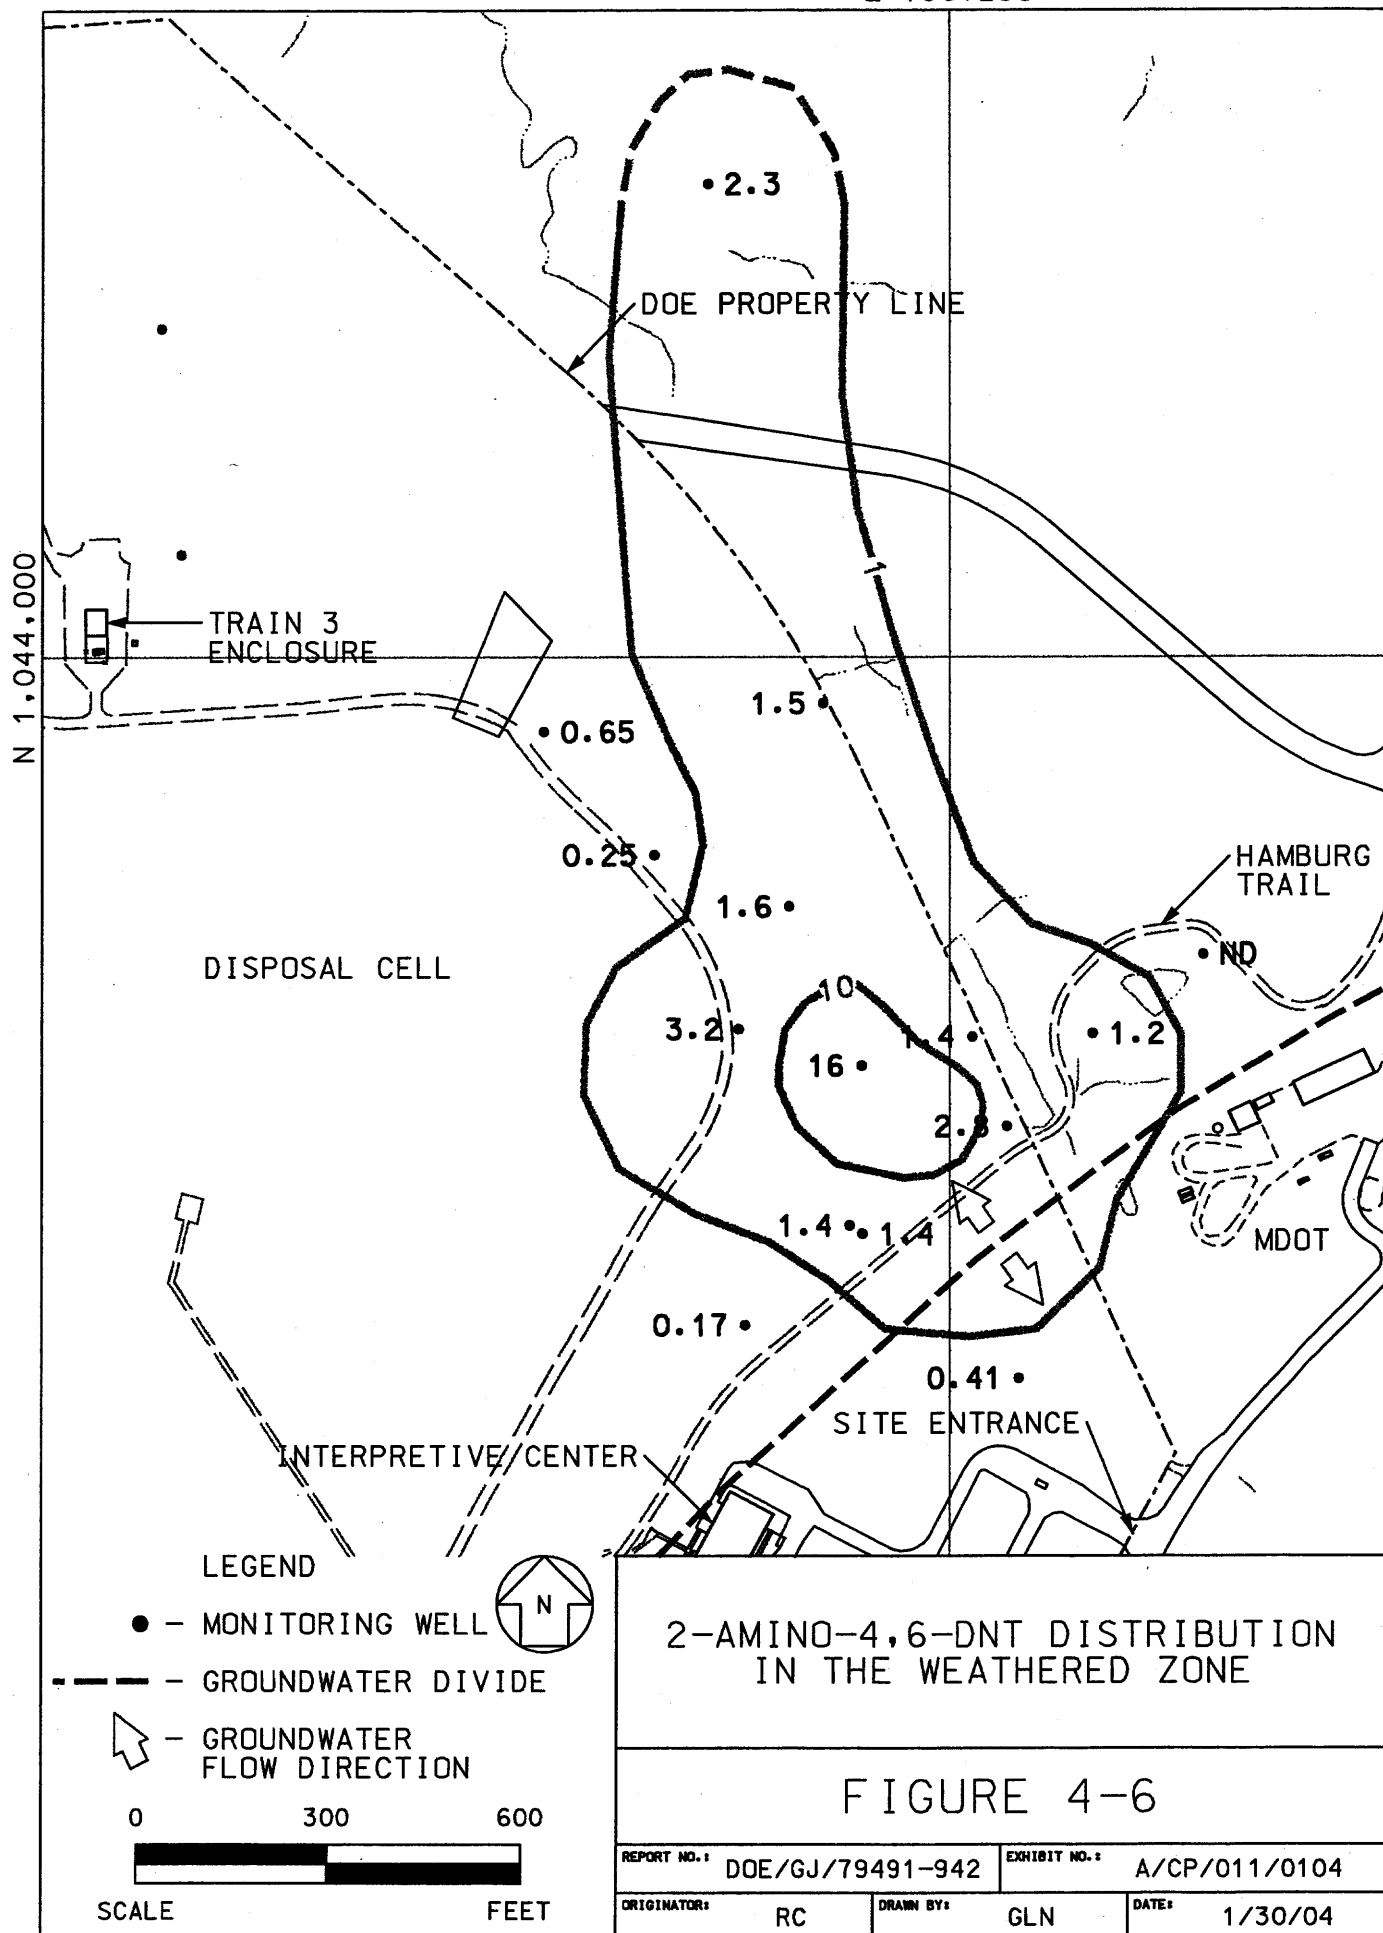 2.3
DOE PROPERTY LINE
N 1,044,000
TRAIN 3
ENCLOSURE
1
1.5
0.65
0.25
HAMBURG
TRAIL
1.6
ND
DISPOSAL CELL
10
3.2
1.4
1.2
16
2.8
1.4
1.4
MDOT
0.17
0.41
SITE ENTRANCE
INTERPRETIVE CENTER
LEGEND
N
- MONITORING WELL
- GROUNDWATER DIVIDE
- GROUNDWATER
FLOW DIRECTION
0 300 600
SCALE FEET
2-AMINO-4,6-DNT DISTRIBUTION
IN THE WEATHERED ZONE
FIGURE 4-6
REPORT NO.: DOE/GJ/79491-942 EXHIBIT NO.: A/CP/011/0104
ORIGINATOR: RC DRAWN BY: GLN DATE: 1/30/04